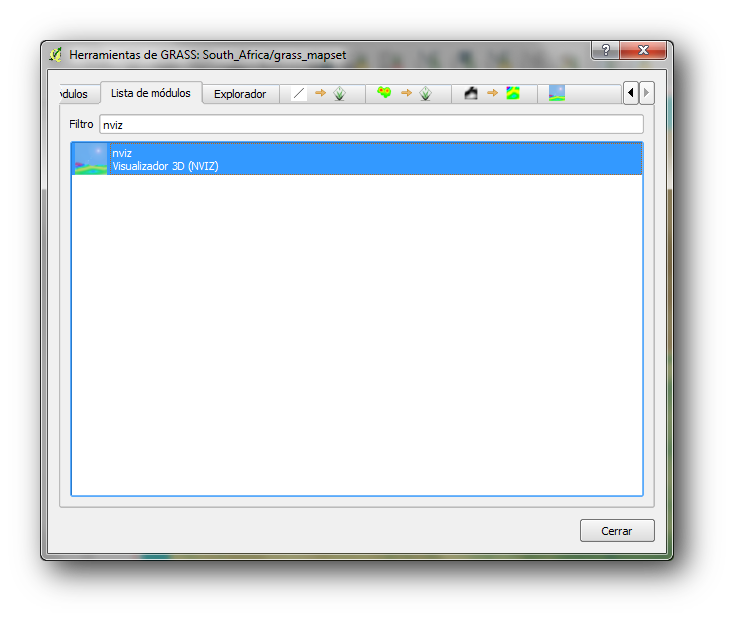 Herramientas de GRASS: South_Africa/grass_mapset
?
ódulos
Lista de módulos
Explorador
Filtro
nviz
nviz
Visualizador 3D (NVIZ)
Cerrar